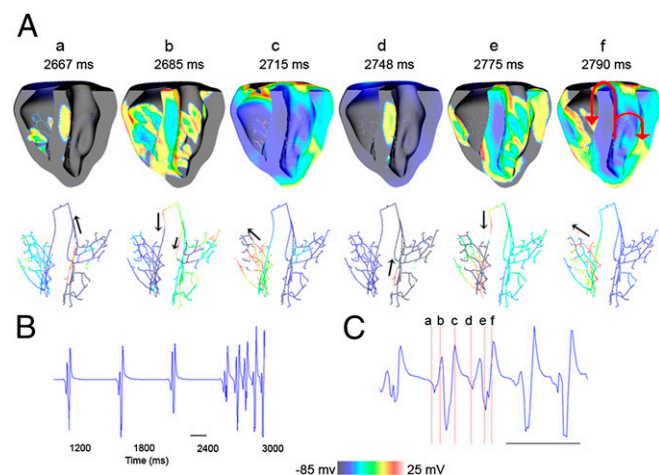 A
a b c d e f
2667 ms 2685 ms 2715 ms 2748 ms 2775 ms 2790 ms
B
1200 1800 2400 3000
Time (ms)
C
a b c d e f
-85 mv 25 mV